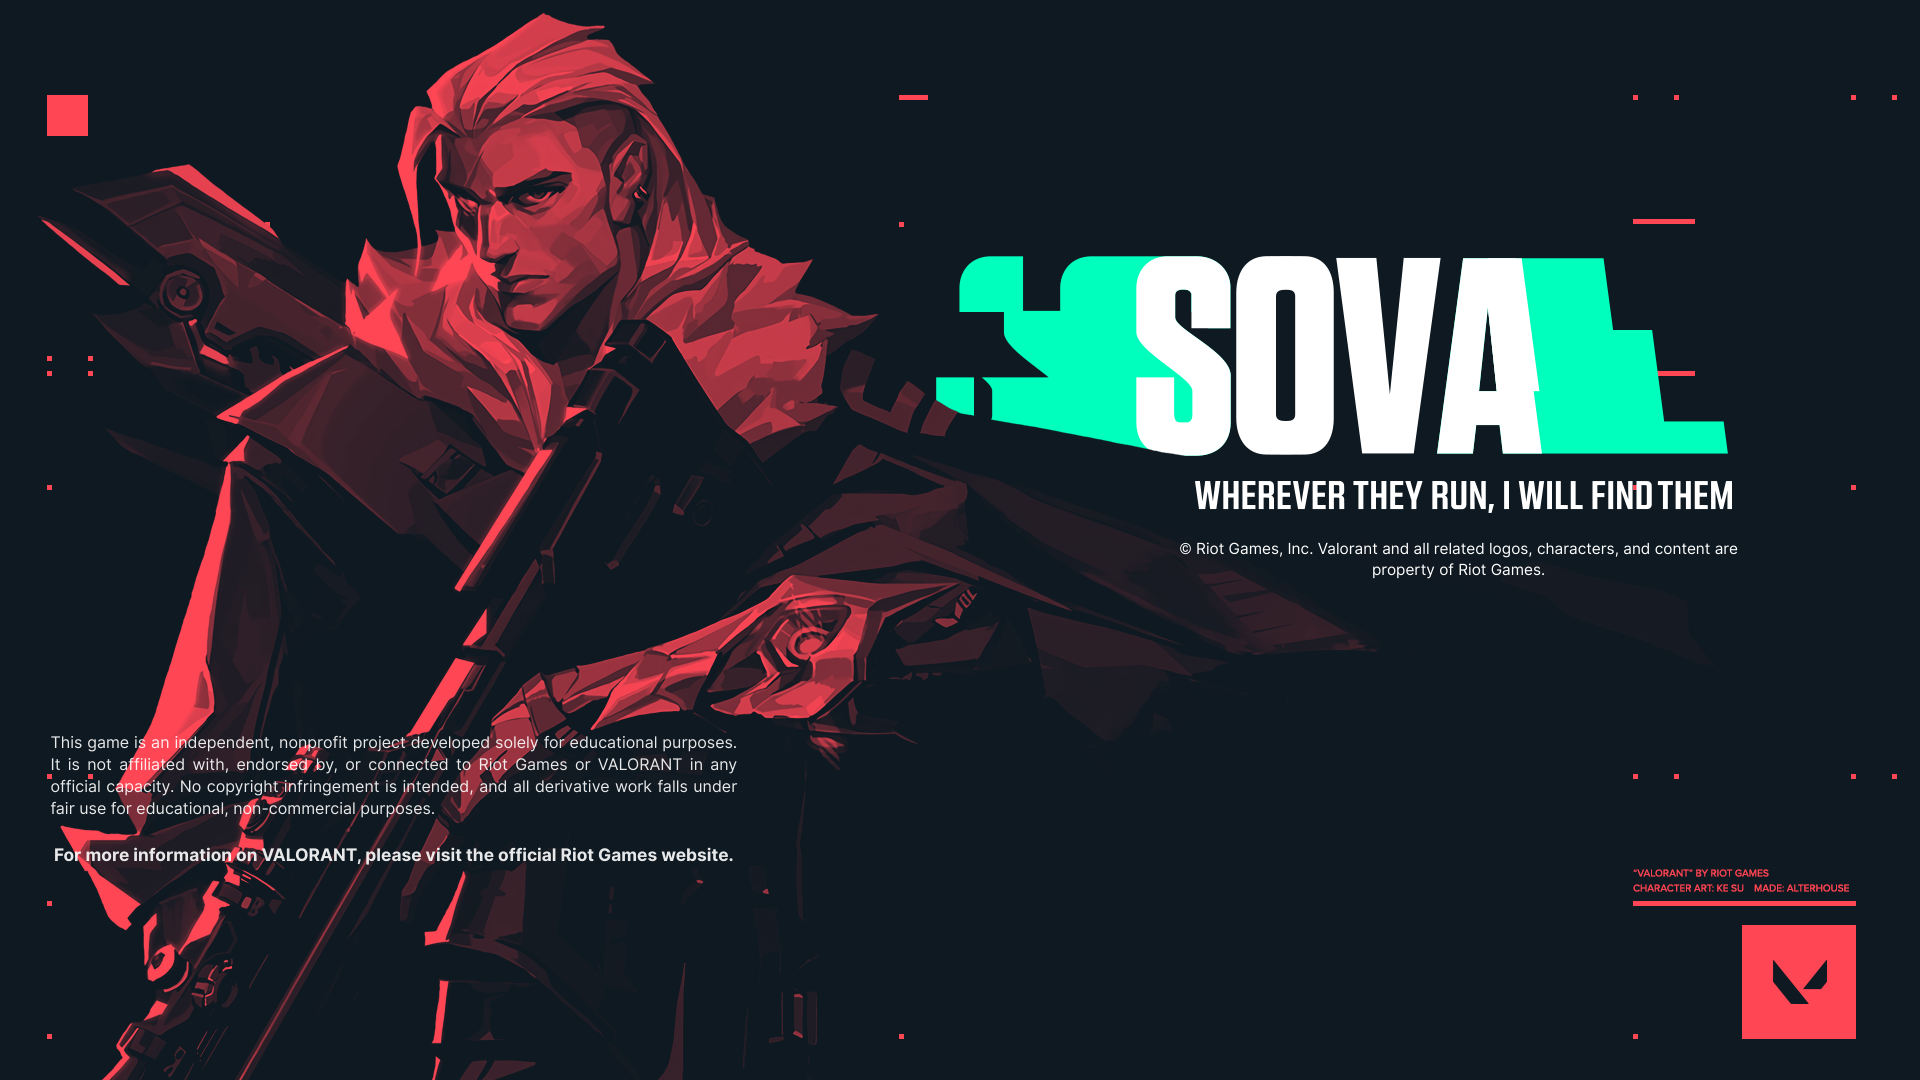 SOVA
WHEREVER THEY RUN, I WILL FIND THEM
© Riot Games, Inc. Valorant and all related logos, characters, and content are
property of Riot Games.
This game is an independent, nonprofit project developed solely for educational purposes.
It is not affiliated with, endorsed by, or connected to Riot Games or VALORANT in any
official capacity. No copyright infringement is intended, and all derivative work falls under
fair use for educational, non-commercial purposes.
For more information on VALORANT, please visit the official Riot Games website.
“VALORANT” BY RIOT GAMES
CHARACTER ART: KE SU MADE: ALTERHOUSE